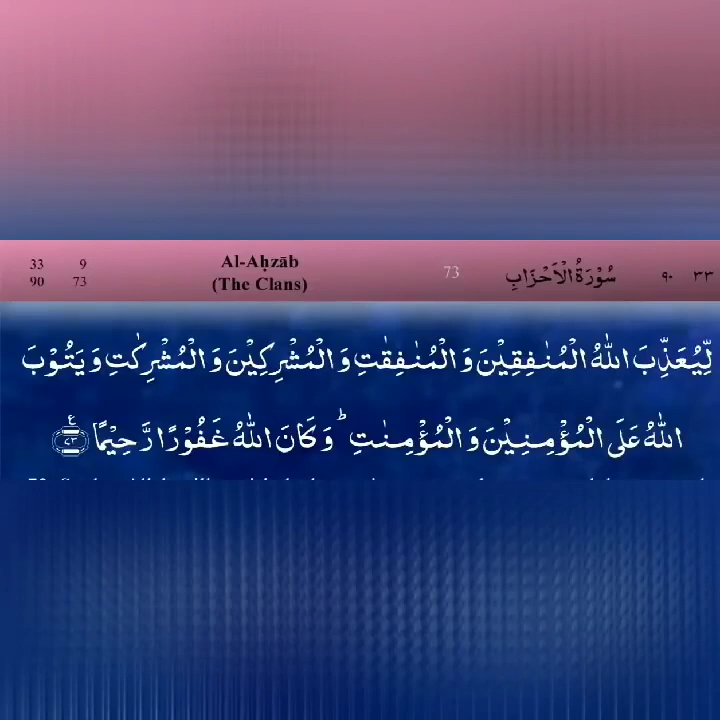 33 9 Al-Aḥzāb 73 سُوْرَةُ الْاَحْزَابِ ٩٠ ٣٣
90 73 (The Clans)
لِّيُعَذِّبَ اللّٰهُ الْمُنٰفِقِيْنَ وَ الْمُنٰفِقٰتِ وَ الْمُشْرِكِيْنَ وَ الْمُشْرِكٰتِ وَ يَتُوْبَ
اللّٰهُ عَلَى الْمُؤْمِنِيْنَ وَ الْمُؤْمِنٰتِ ؕ وَ كَانَ اللّٰهُ غَفُوْرًا رَّحِيْمًا ﴿۷۳﴾